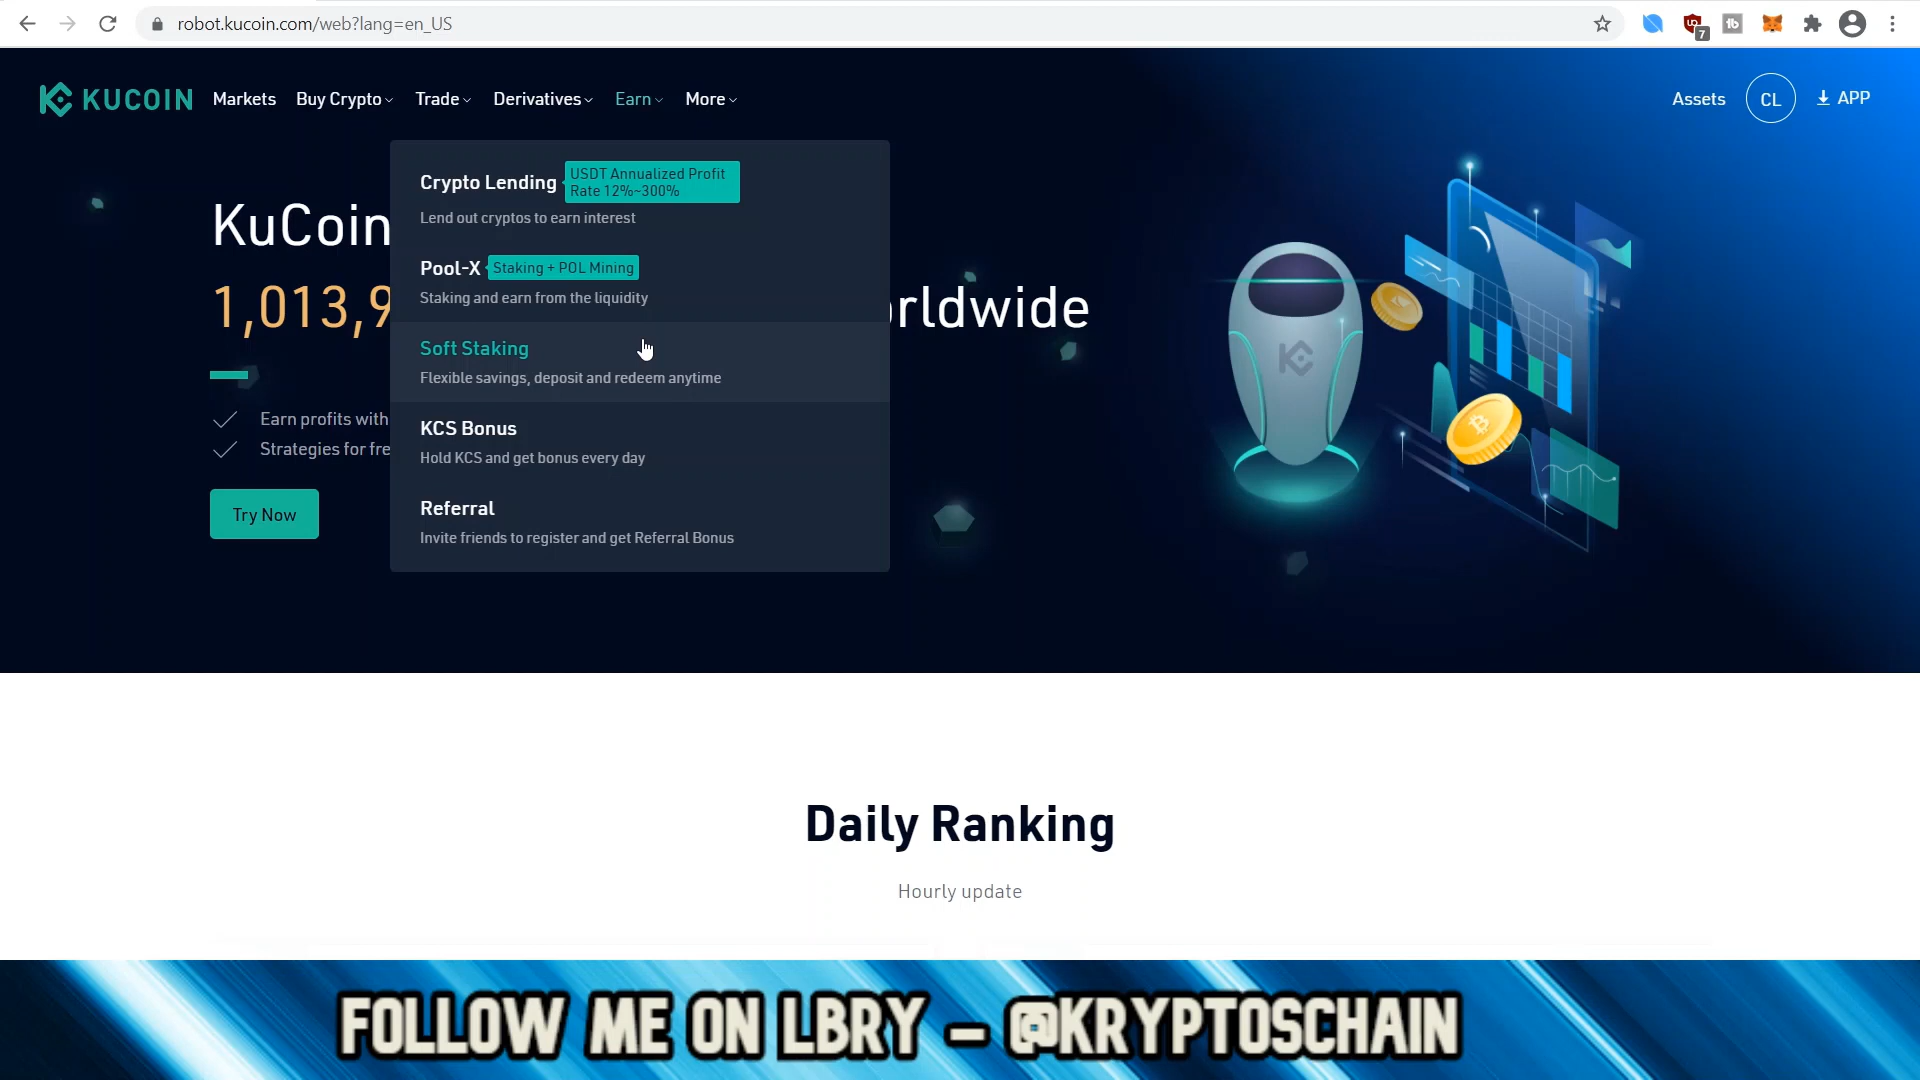 robot.kucoin.com/web?lang=en_US
7
KUCOIN
Markets
Buy Crypto
Trade
Derivatives
Earn
More
Assets
CL
APP
KuCoin
1,013,9
rldwide
Earn profits with
Strategies for fre
Try Now
Crypto Lending
USDT Annualized Profit
Rate 12%~300%
Lend out cryptos to earn interest
Pool-X
Staking + POL Mining
Staking and earn from the liquidity
Soft Staking
Flexible savings, deposit and redeem anytime
KCS Bonus
Hold KCS and get bonus every day
Referral
Invite friends to register and get Referral Bonus
Daily Ranking
Hourly update
FOLLOW ME ON LBRY - @KRYPTOSCHAIN